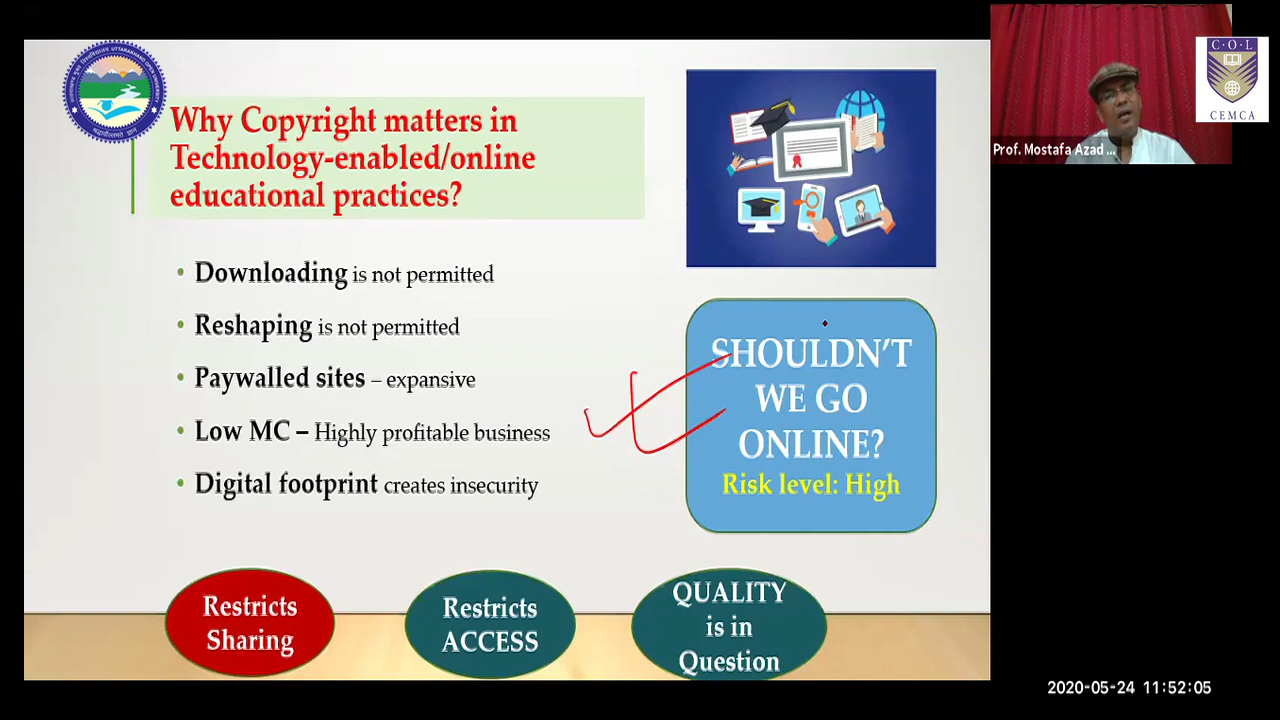 Why Copyright matters in
Technology-enabled/online
educational practices?
• Downloading is not permitted
• Reshaping is not permitted
• Paywalled sites – expansive
• Low MC – Highly profitable business
• Digital footprint creates insecurity
SHOULDN'T
WE GO
ONLINE?
Risk level: High
Restricts
Sharing
Restricts
ACCESS
QUALITY
is in
Question
C·O·L
CEMCA
Prof. Mostafa Azad ...
2020-05-24 11:52:05